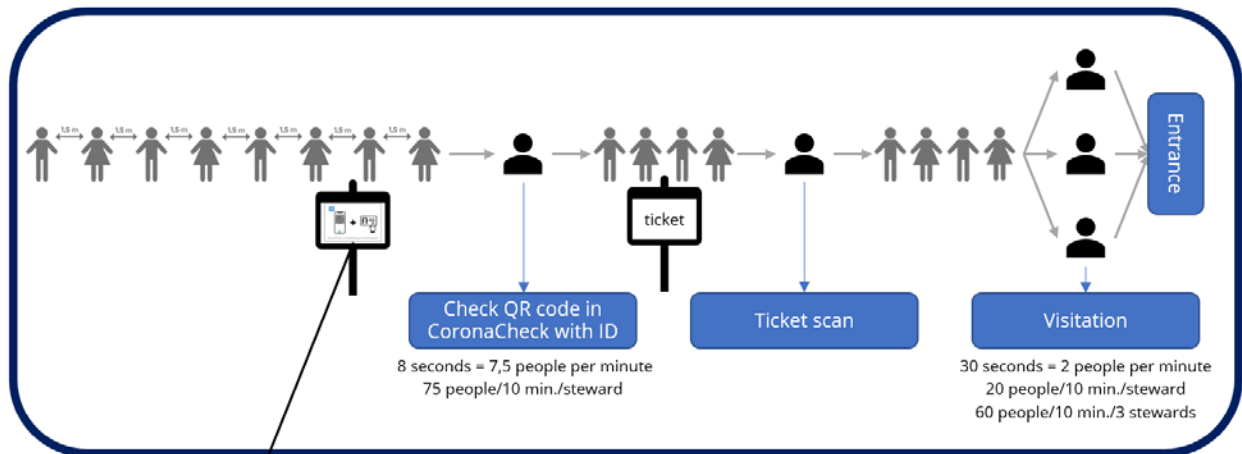 1,5 m
1,5 m
1,5 m
1,5 m
1,5 m
1,5 m
1,5 m
ticket
Entrance
Check QR code in
CoronaCheck with ID
8 seconds = 7,5 people per minute
75 people/10 min./steward
Ticket scan
Visitation
30 seconds = 2 people per minute
20 people/10 min./steward
60 people/10 min./3 stewards